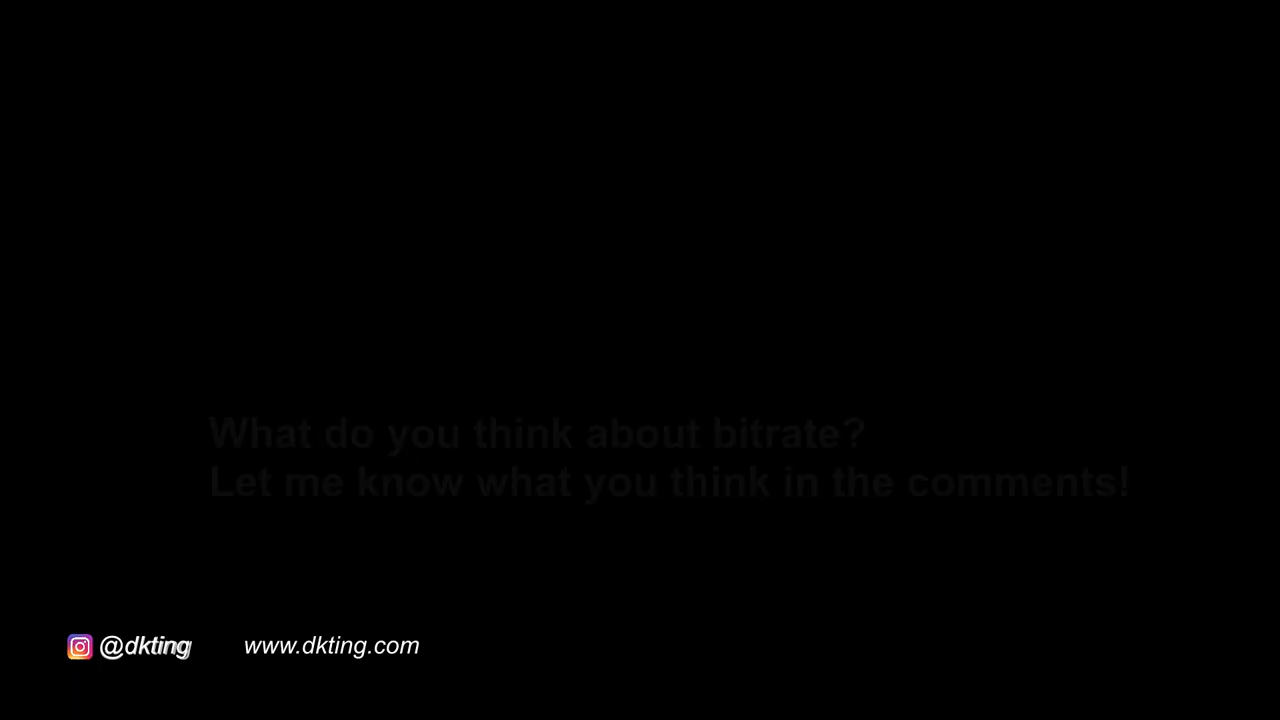 What do you think about bitrate?
Let me know what you think in the comments!
@dkting www.dkting.com